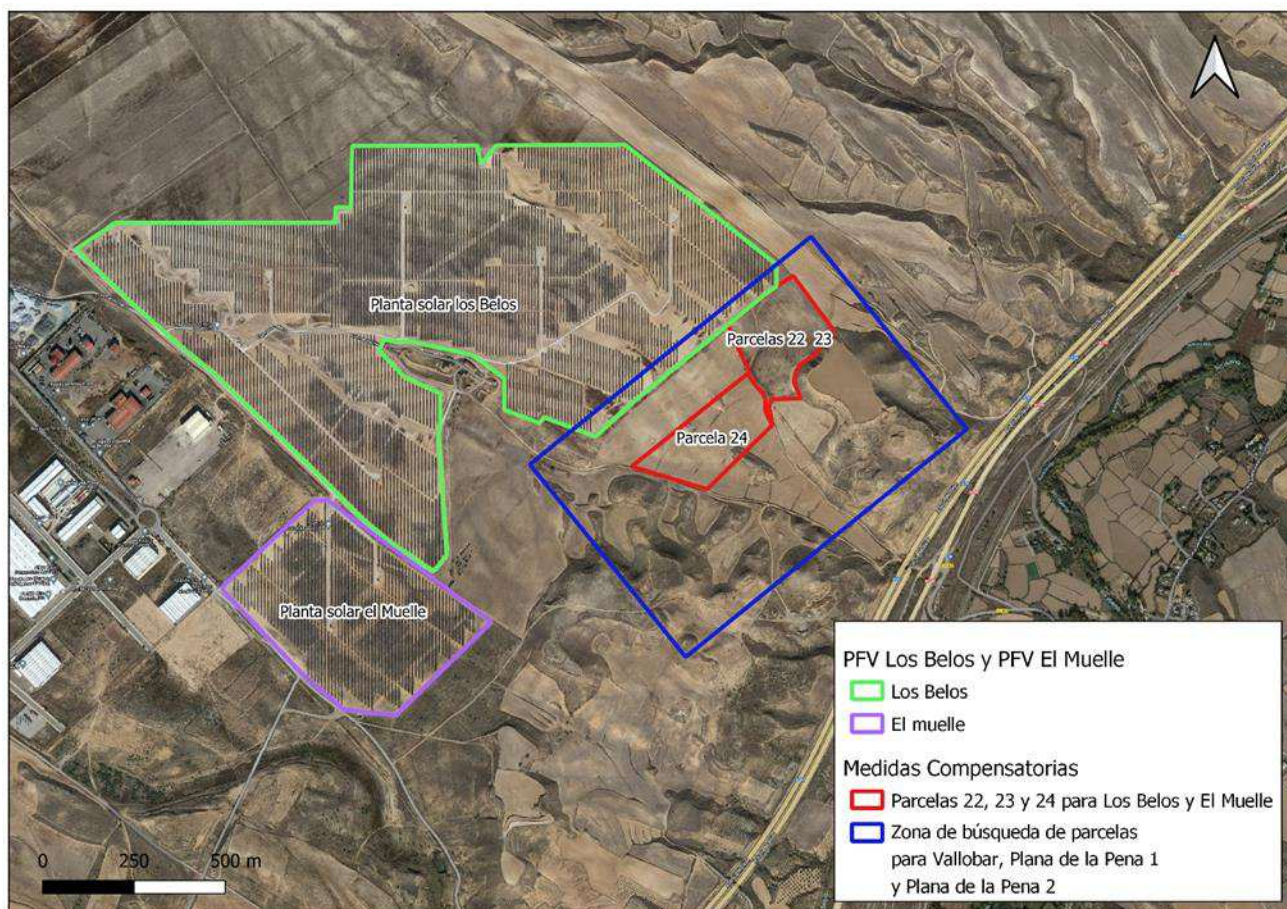 Planta solar los Belos
Parcelas 22 23
Parcela 24
Planta solar el Muelle
PFV Los Belos y PFV El Muelle
Los Belos
El muelle
Medidas Compensatorias
Parcelas 22, 23 y 24 para Los Belos y El Muelle
Zona de búsqueda de parcelas
para Vallobar, Plana de la Pena 1
y Plana de la Pena 2
0 250 500 m